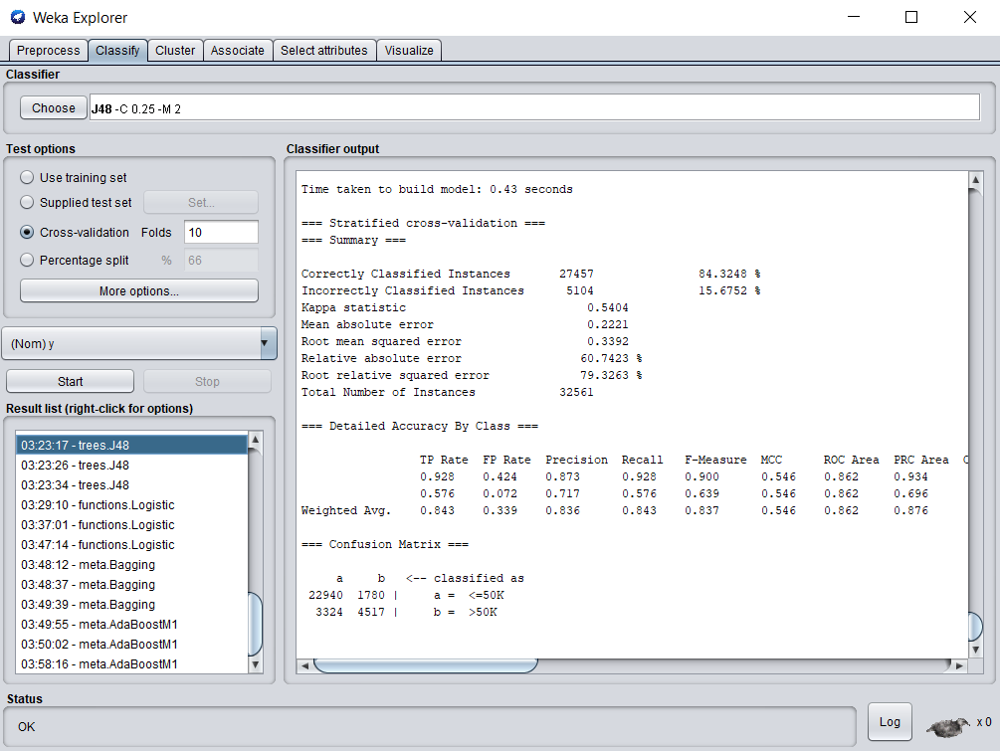 Weka Explorer
Preprocess Classify Cluster Associate Select attributes Visualize
Classifier
Choose J48 -C 0.25 -M 2
Test options
Use training set
Supplied test set Set...
Cross-validation Folds 10
Percentage split % 66
More options...
(Nom) y
Start Stop
Result list (right-click for options)
03:23:17 - trees.J48
03:23:26 - trees.J48
03:23:34 - trees.J48
03:29:10 - functions.Logistic
03:37:01 - functions.Logistic
03:47:14 - functions.Logistic
03:48:12 - meta.Bagging
03:48:37 - meta.Bagging
03:49:39 - meta.Bagging
03:49:55 - meta.AdaBoostM1
03:50:02 - meta.AdaBoostM1
03:58:16 - meta.AdaBoostM1
Classifier output
Time taken to build model: 0.43 seconds
=== Stratified cross-validation ===
=== Summary ===
Correctly Classified Instances 27457 84.3248 %
Incorrectly Classified Instances 5104 15.6752 %
Kappa statistic 0.5404
Mean absolute error 0.2221
Root mean squared error 0.3392
Relative absolute error 60.7423 %
Root relative squared error 79.3263 %
Total Number of Instances 32561
=== Detailed Accuracy By Class ===
TP Rate FP Rate Precision Recall F-Measure MCC ROC Area PRC Area C
0.928 0.424 0.873 0.928 0.900 0.546 0.862 0.934
0.576 0.072 0.717 0.576 0.639 0.546 0.862 0.696
Weighted Avg. 0.843 0.339 0.836 0.843 0.837 0.546 0.862 0.876
=== Confusion Matrix ===
a b <-- classified as
22940 1780 | a = <=50K
3324 4517 | b = >50K
Status
OK
Log x 0